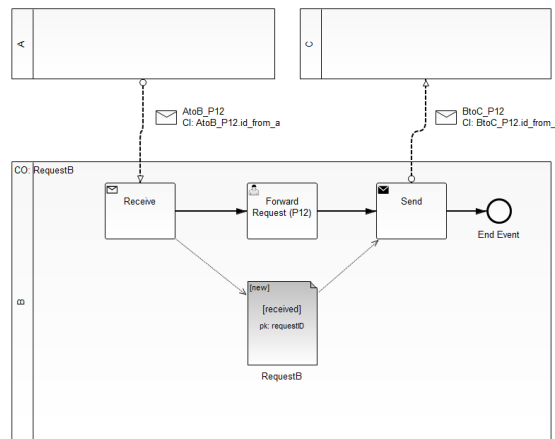 A
C
AtoB_P12
CI: AtoB_P12.id_from_a
BtoC_P12
CI: BtoC_P12.id_from_
CO: RequestB
Receive
Forward
Request (P12)
Send
End Event
B
[new]
[received]
pk: requestID
RequestB